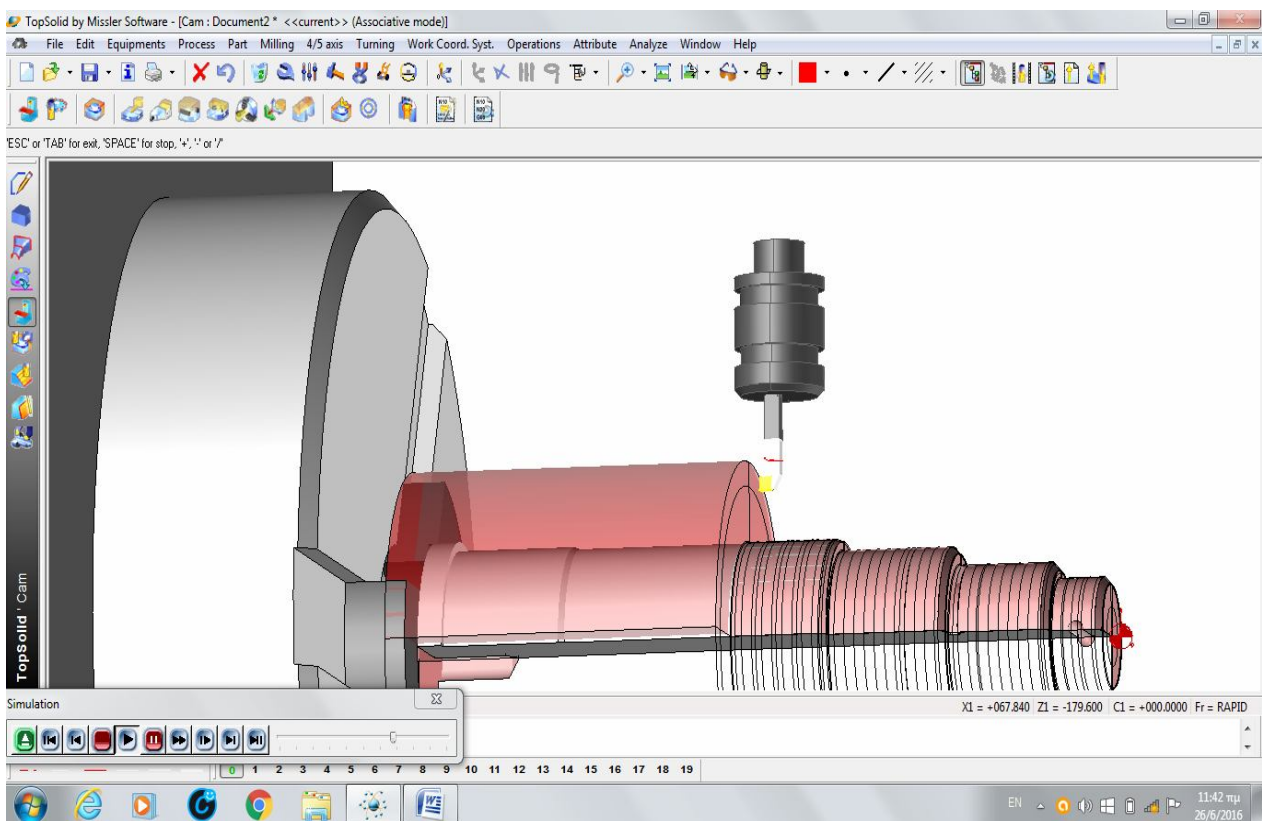 TopSolid by Missler Software - [Cam : Document2 * <<current>> (Associative mode)]
File Edit Equipments Process Part Milling 4/5 axis Turning Work Coord. Syst. Operations Attribute Analyze Window Help
'ESC' or 'TAB' for exit, 'SPACE' for stop, '+', '-' or '/'
TopSolid'Cam
Simulation
X1 = +067.840 Z1 = -179.600 C1 = +000.0000 Fr = RAPID
0 1 2 3 4 5 6 7 8 9 10 11 12 13 14 15 16 17 18 19
EN
11:42 πμ
26/6/2016